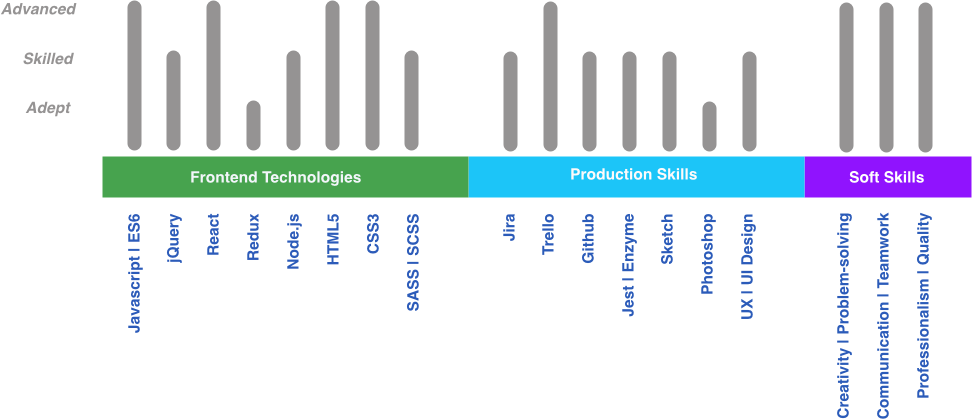 Advanced
Skilled
Adept
Frontend Technologies
Production Skills
Soft Skills
Javascript | ES6
jQuery
React
Redux
Node.js
HTML5
CSS3
SASS | SCSS
Jira
Trello
Github
Jest | Enzyme
Sketch
Photoshop
UX | UI Design
Creativity | Problem-solving
Communication | Teamwork
Professionalism | Quality